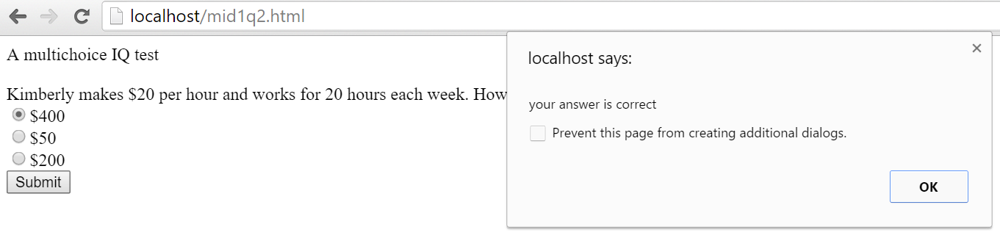 localhost/mid1q2.html
A multichoice IQ test
Kimberly makes $20 per hour and works for 20 hours each week. How
$400
$50
$200
Submit
localhost says:
your answer is correct
Prevent this page from creating additional dialogs.
OK